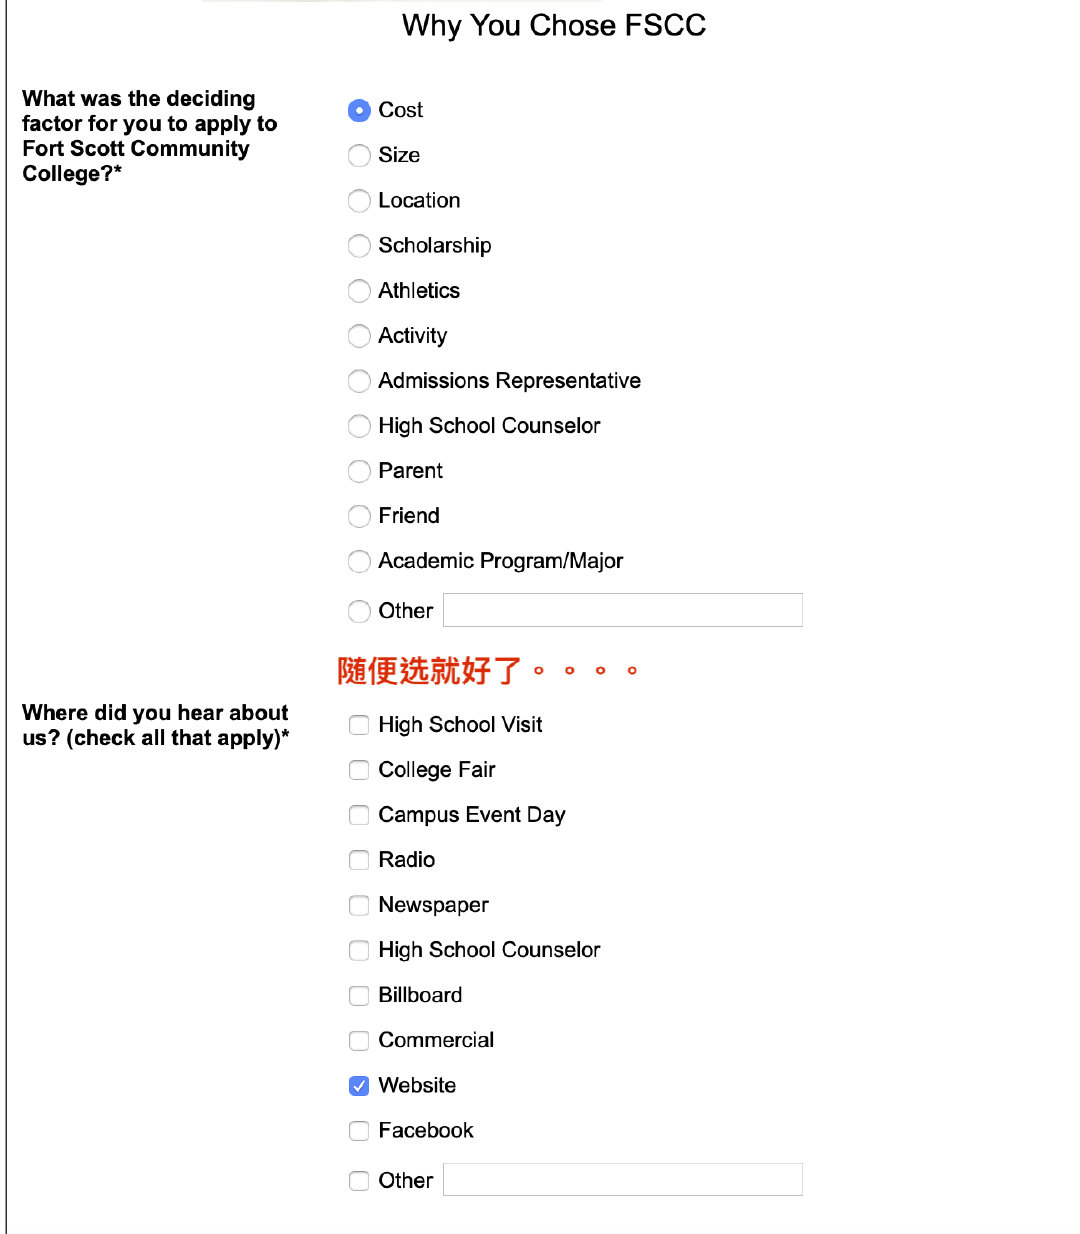 Why You Chose FSCC
What was the deciding
factor for you to apply to
Fort Scott Community
College?*
Cost
Size
Location
Scholarship
Athletics
Activity
Admissions Representative
High School Counselor
Parent
Friend
Academic Program/Major
Other
随便选就好了。。。。
Where did you hear about
us? (check all that apply)*
High School Visit
College Fair
Campus Event Day
Radio
Newspaper
High School Counselor
Billboard
Commercial
Website
Facebook
Other